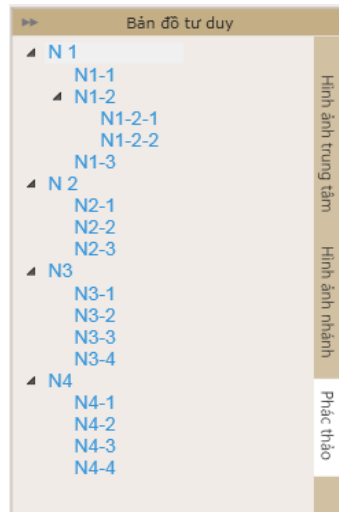 Bản đồ tư duy
N 1
N1-1
N1-2
N1-2-1
N1-2-2
N1-3
N 2
N2-1
N2-2
N2-3
N3
N3-1
N3-2
N3-3
N3-4
N4
N4-1
N4-2
N4-3
N4-4
Hình ảnh trung tâm
Hình ảnh nhánh
Phác thảo